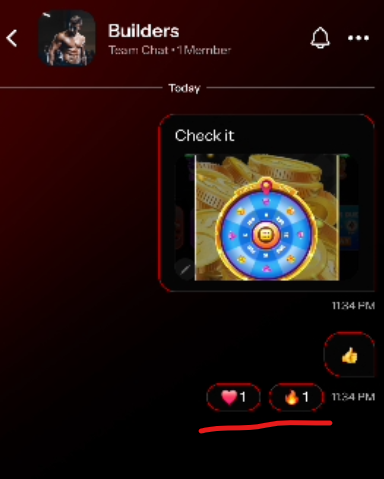 Builders
Team Chat • 1 Member
Today
Check it
11:34 PM
👍
❤️ 1 🔥 1 11:34 PM